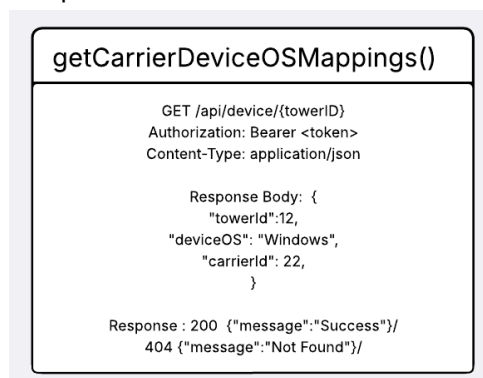 getCarrierDeviceOSMappings()
GET /api/device/{towerID}
Authorization: Bearer <token>
Content-Type: application/json
Response Body:  {
"towerId":12,
"deviceOS": "Windows",
"carrierId": 22,
}
Response : 200  {"message":"Success"}/
404 {"message":"Not Found"}/